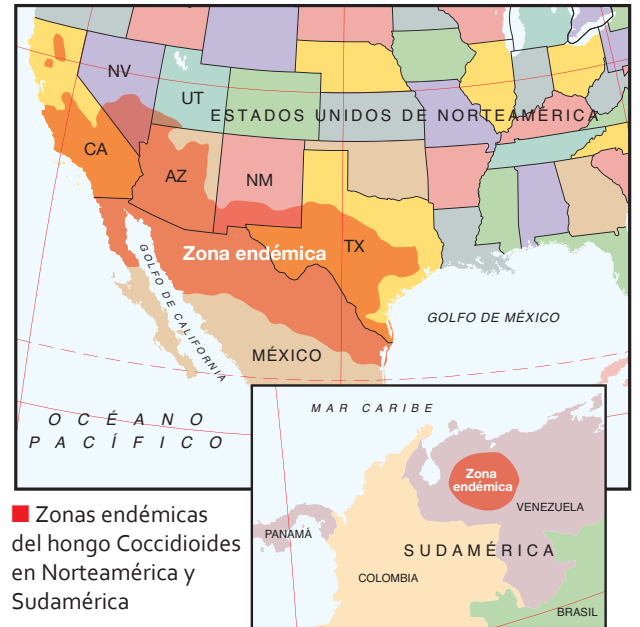 NV
UT
ESTADOS UNIDOS DE NORTEAMÉRICA
CA
AZ
NM
TX
Zona endémica
GOLFO DE CALIFORNIA
GOLFO DE MÉXICO
MÉXICO
OCÉANO
PACÍFICO
MAR CARIBE
Zona
endémica
VENEZUELA
PANAMÁ
SUDAMÉRICA
COLOMBIA
BRASIL
Zonas endémicas
del hongo Coccidioides
en Norteamérica y
Sudamérica